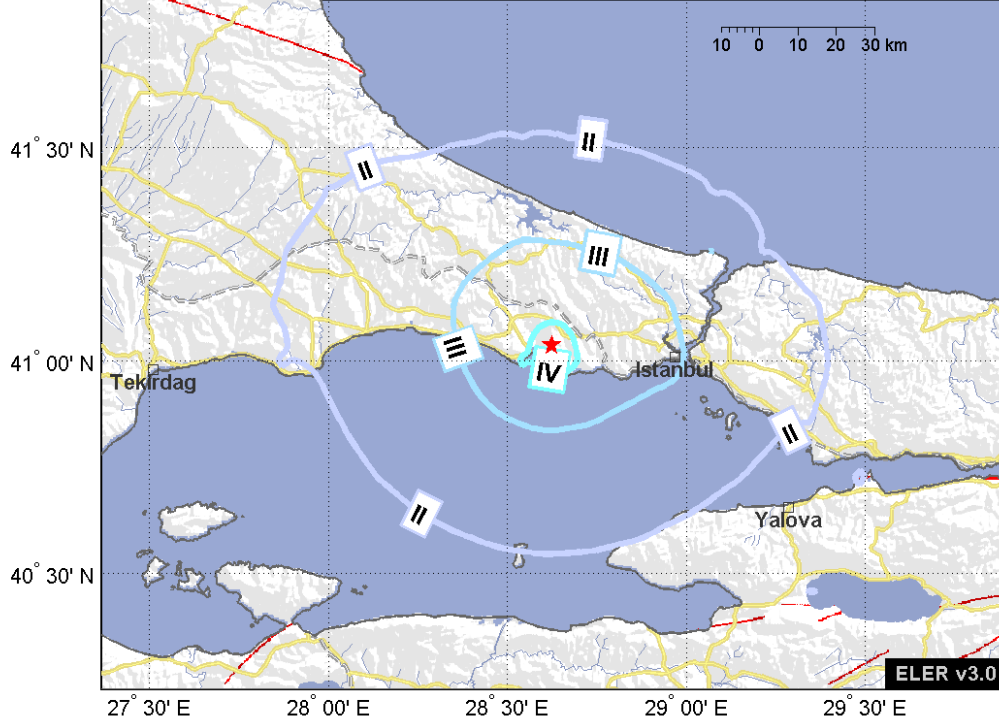 10 0 10 20 30 km
41° 30' N
II
II
III
41° 00' N
III
IV
Istanbul
Tekirdag
II
II
Yalova
40° 30' N
ELER v3.0
27° 30' E 28° 00' E 28° 30' E 29° 00' E 29° 30' E